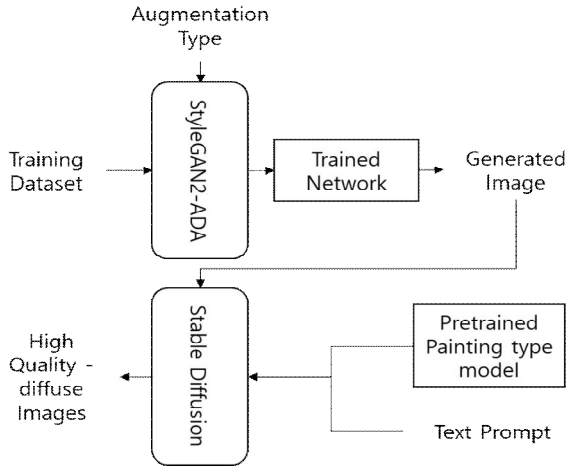 Augmentation
Type
StyleGAN2-ADA
Training
Dataset
Trained
Network
Generated
Image
Stable Diffusion
High
Quality -
diffuse
Images
Pretrained
Painting type
model
Text Prompt